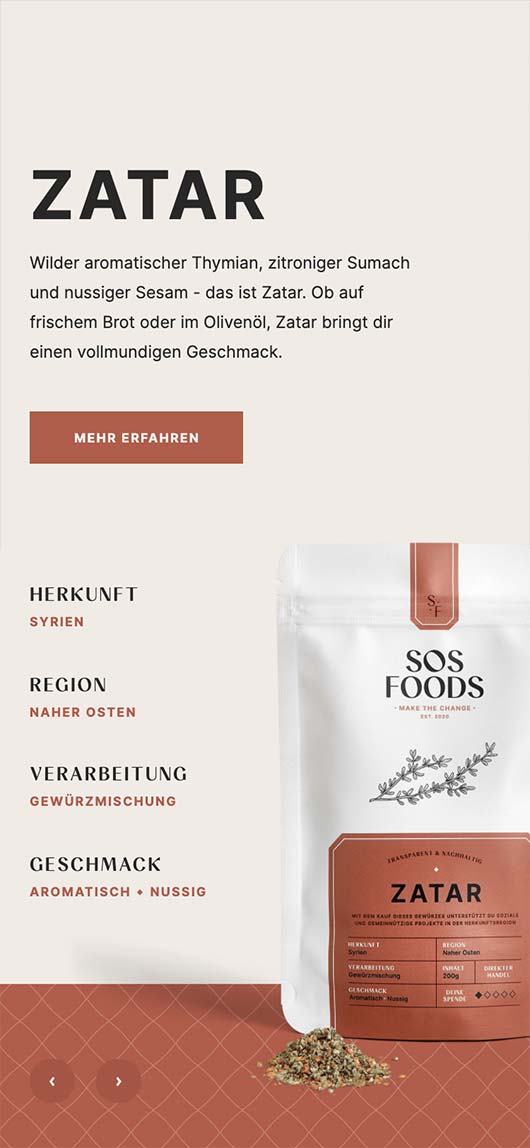 ZATAR
Wilder aromatischer Thymian, zitroniger Sumach
und nussiger Sesam - das ist Zatar. Ob auf
frischem Brot oder im Olivenöl, Zatar bringt dir
einen vollmundigen Geschmack.
MEHR ERFAHREN
HERKUNFT
SYRIEN
REGION
NAHER OSTEN
VERARBEITUNG
GEWÜRZMISCHUNG
GESCHMACK
AROMATISCH • NUSSIG
S
F
SOS
FOODS
- MAKE THE CHANGE -
EST. 2020
TRANSPARENT & NACHHALTIG
ZATAR
MIT DEM KAUF DIESES GEWÜRZES UNTERSTÜTZT DU SOZIALE
UND GEMEINNÜTZIGE PROJEKTE IN DER HERKUNFTSREGION
HERKUNFT
Syrien
REGION
Naher Osten
VERARBEITUNG
Gewürzmischung
INHALT
200g
DIREKTER
HANDEL
GESCHMACK
Aromatisch • Nussig
DEINE
SPENDE
‹ ›